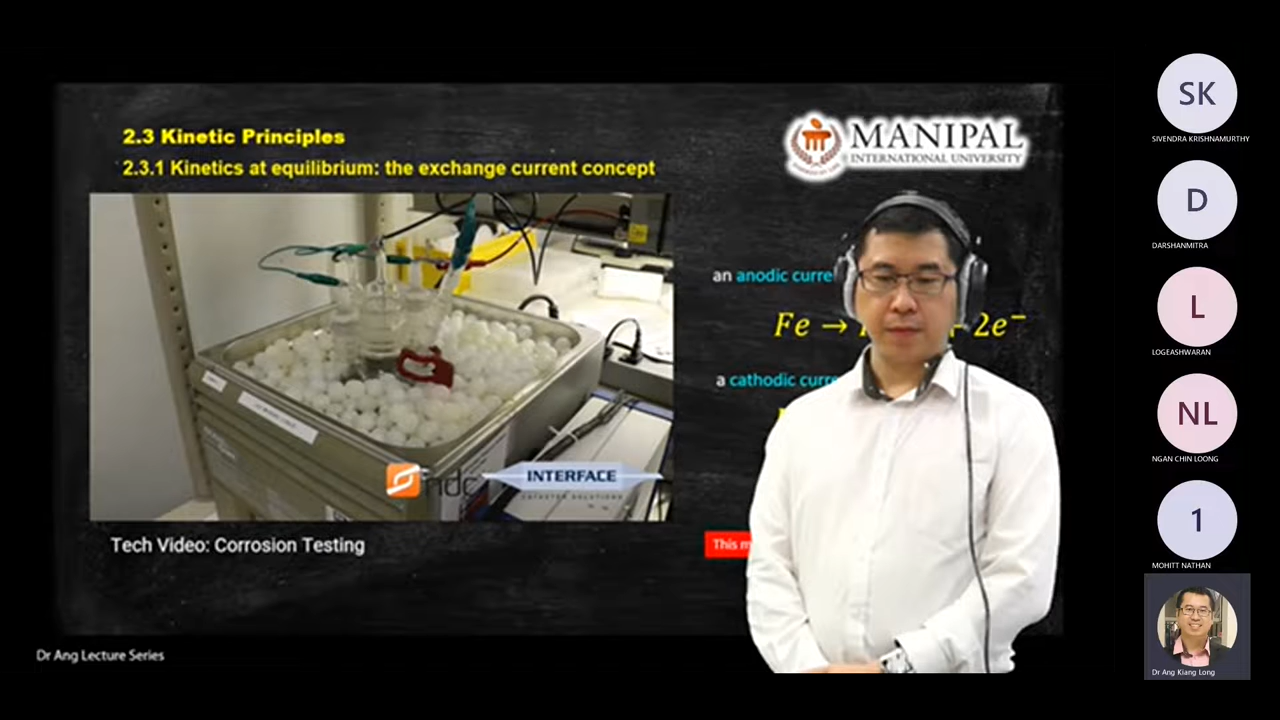 2.3 Kinetic Principles
2.3.1 Kinetics at equilibrium: the exchange current concept
MANIPAL
INTERNATIONAL UNIVERSITY
an anodic
Fe →
2e⁻
a cathodic
INTERFACE
Tech Video: Corrosion Testing
This
Dr Ang Lecture Series
SK
SIVENDRA KRISHNAMURTHY
D
DARSHANMITRA
L
LOGEASHWARAN
NL
NGAN CHIN LOONG
1
MOHITT NATHAN
Dr Ang Kiang Long